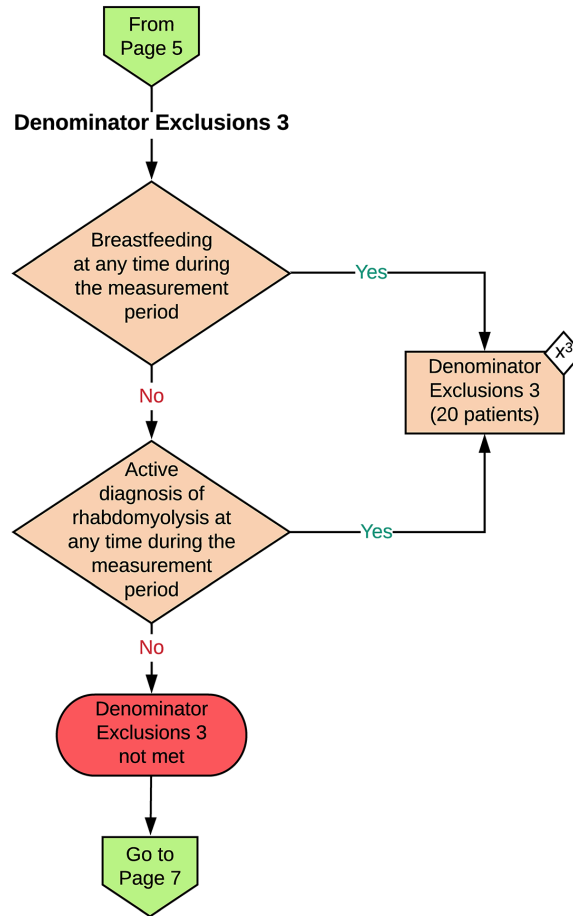 From
Page 5
Denominator Exclusions 3
Breastfeeding
at any time during
the measurement
period
Yes
x³
Denominator
Exclusions 3
(20 patients)
No
Active
diagnosis of
rhabdomyolysis at
any time during the
measurement
period
Yes
No
Denominator
Exclusions 3
not met
Go to
Page 7